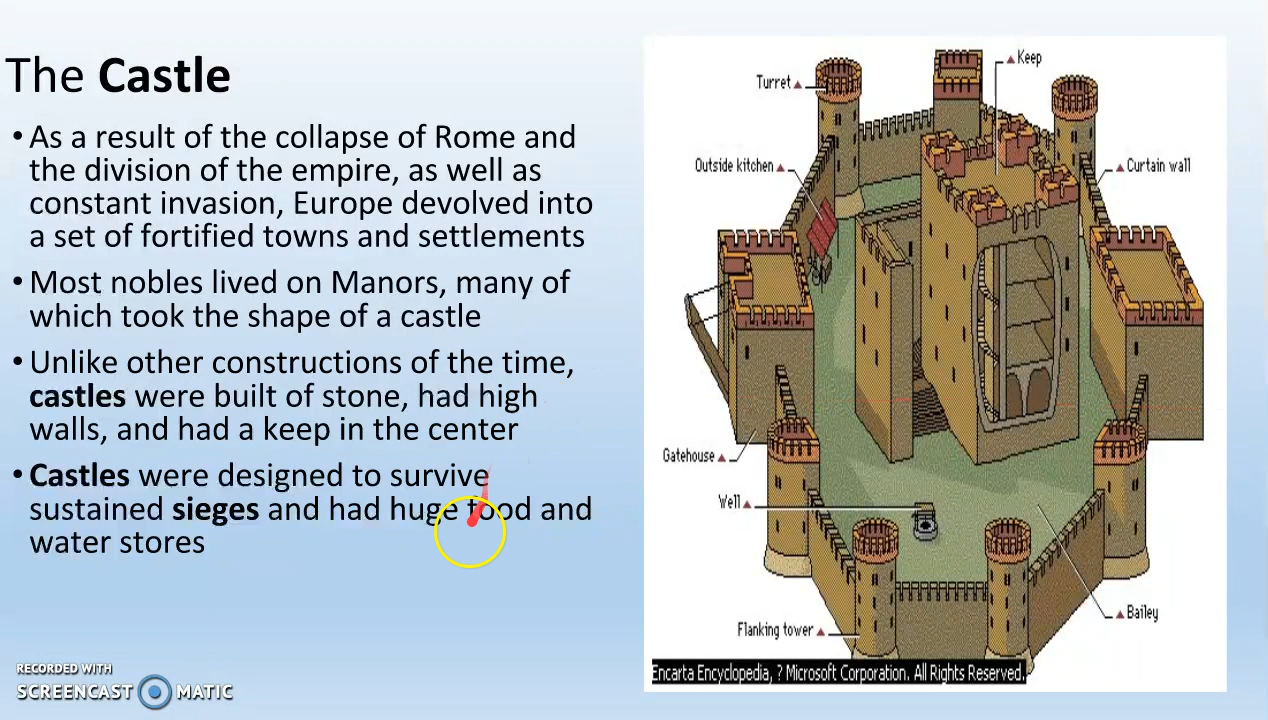 The Castle
• As a result of the collapse of Rome and
the division of the empire, as well as
constant invasion, Europe devolved into
a set of fortified towns and settlements
• Most nobles lived on Manors, many of
which took the shape of a castle
• Unlike other constructions of the time,
castles were built of stone, had high
walls, and had a keep in the center
• Castles were designed to survive
sustained sieges and had huge food and
water stores
Keep
Turret
Outside kitchen
Curtain wall
Gatehouse
Well
Bailey
Flanking tower
Encarta Encyclopedia, ? Microsoft Corporation. All Rights Reserved.
RECORDED WITH
SCREENCAST MATIC